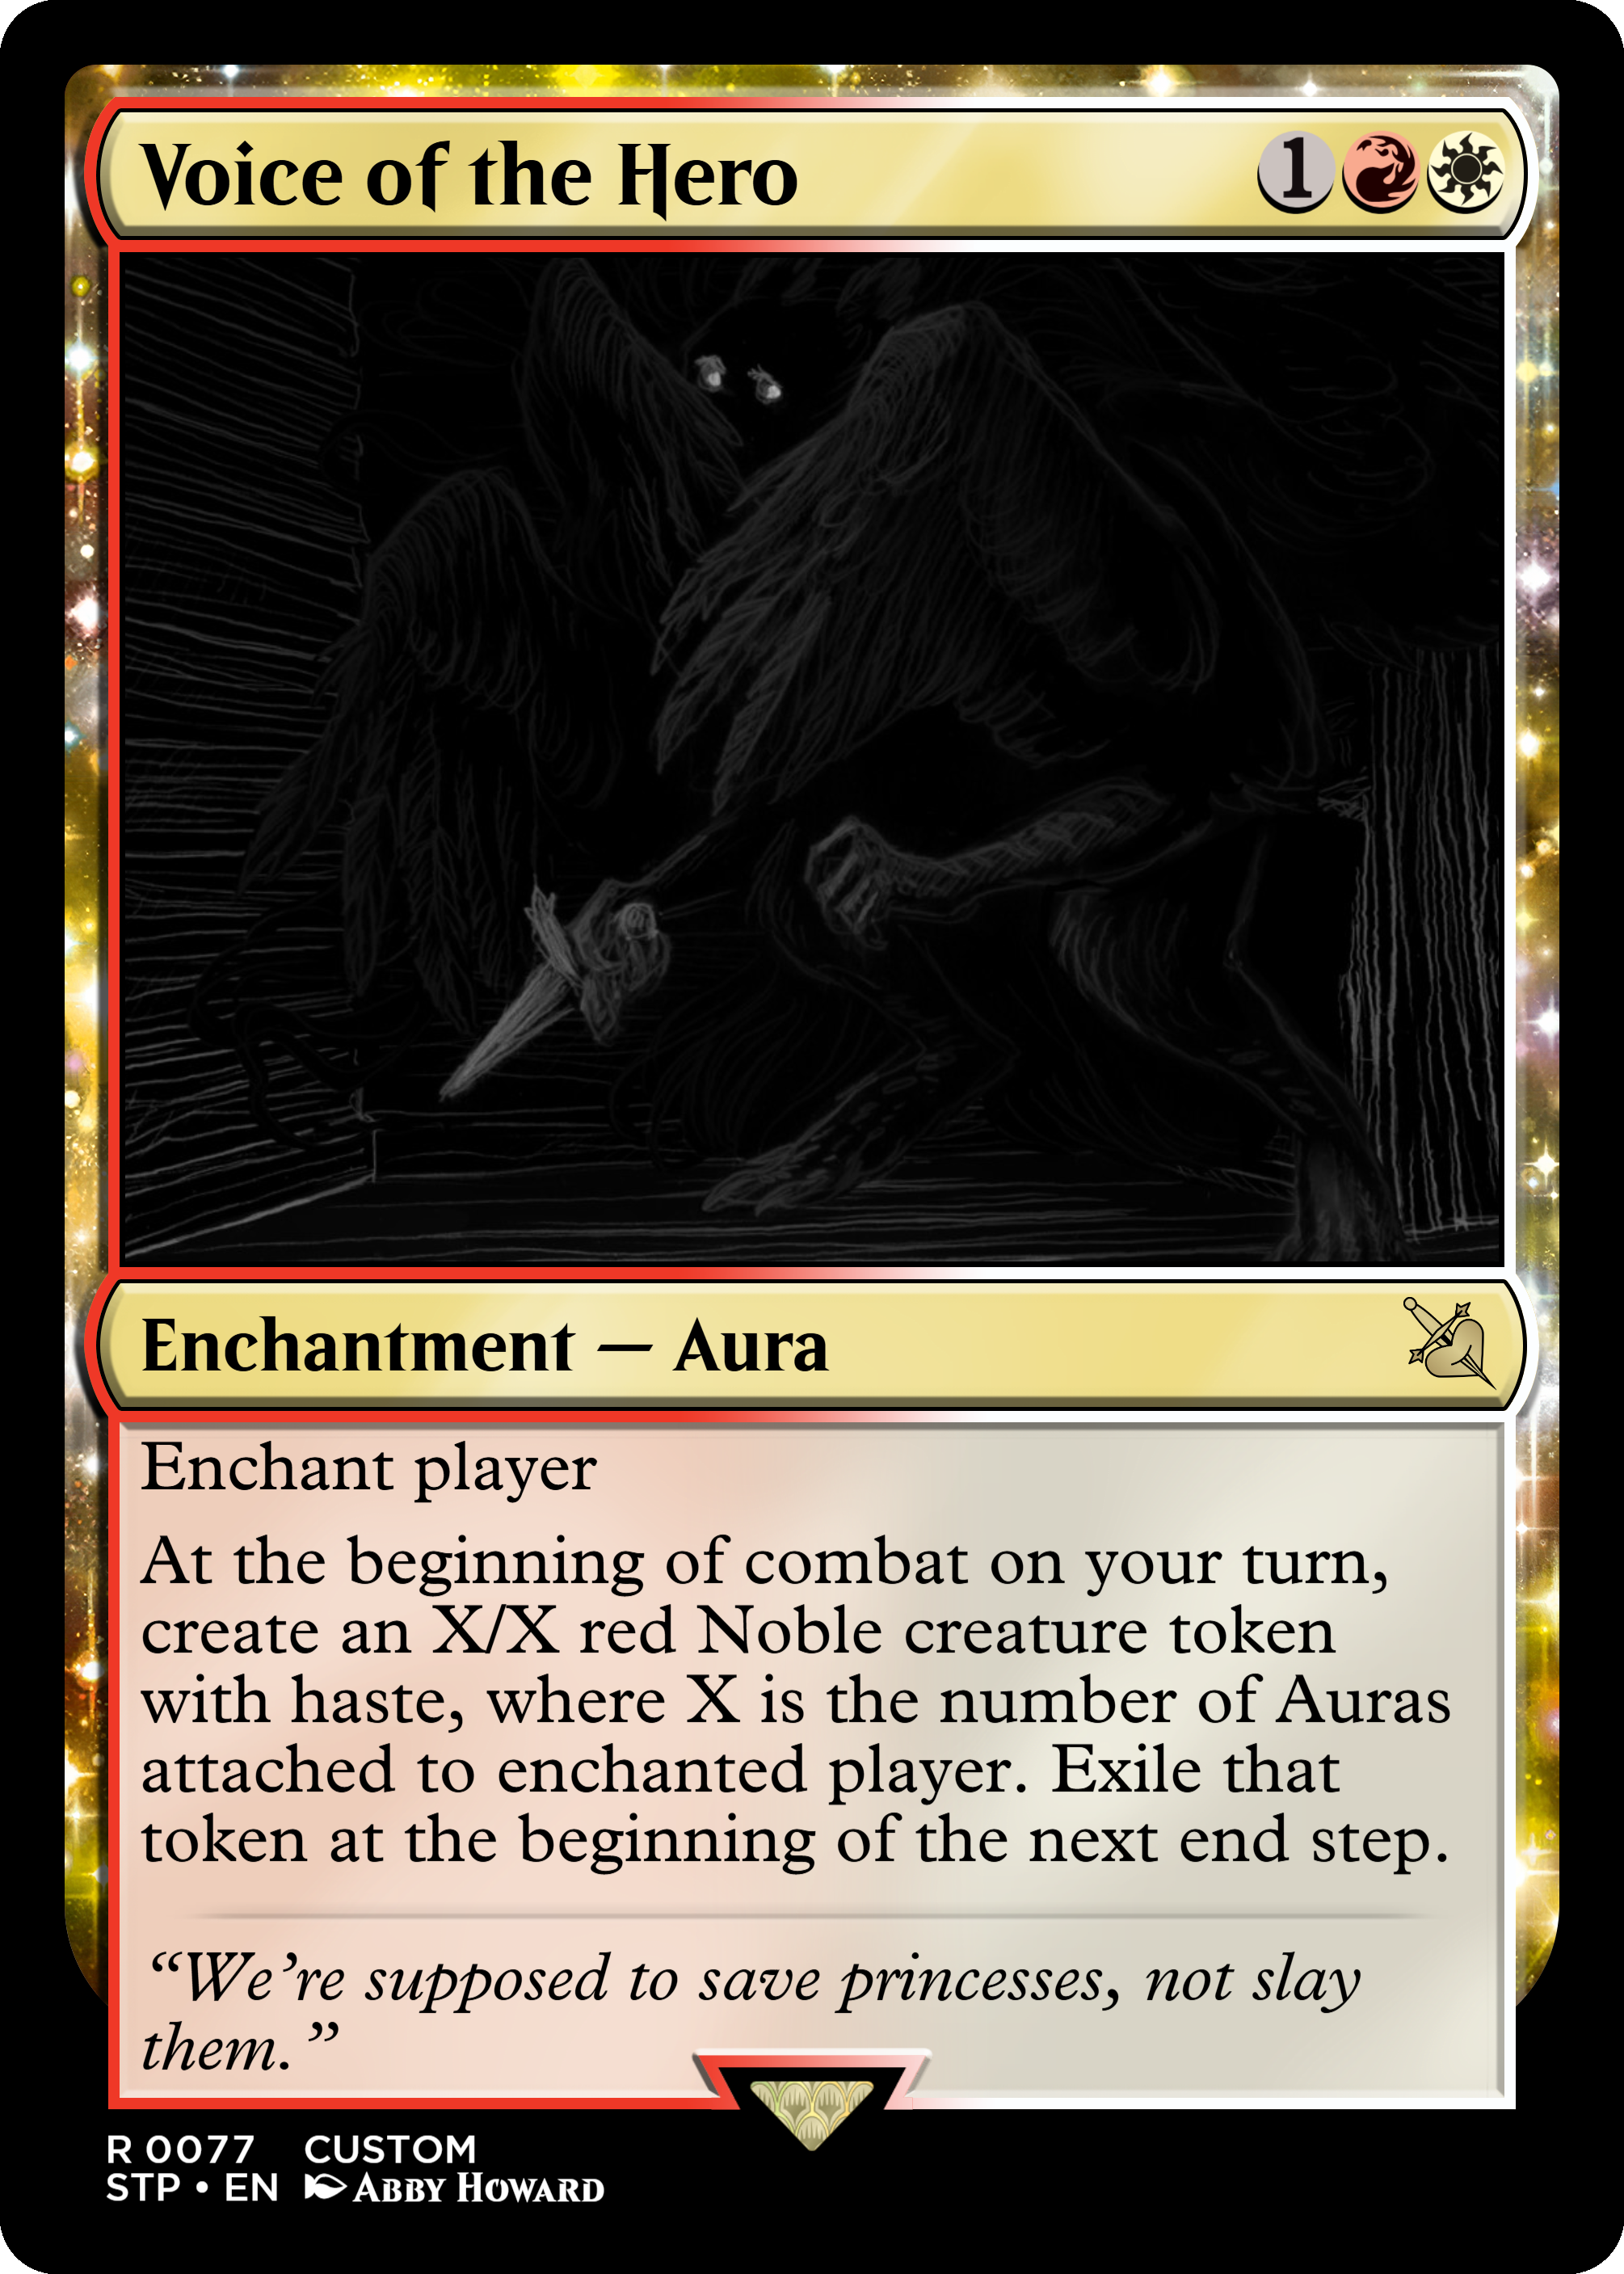 Voice of the Hero 1
Enchantment — Aura
Enchant player
At the beginning of combat on your turn,
create an X/X red Noble creature token
with haste, where X is the number of Auras
attached to enchanted player. Exile that
token at the beginning of the next end step.
“We’re supposed to save princesses, not slay
them.”
R 0077 CUSTOM
STP • EN ABBY HOWARD